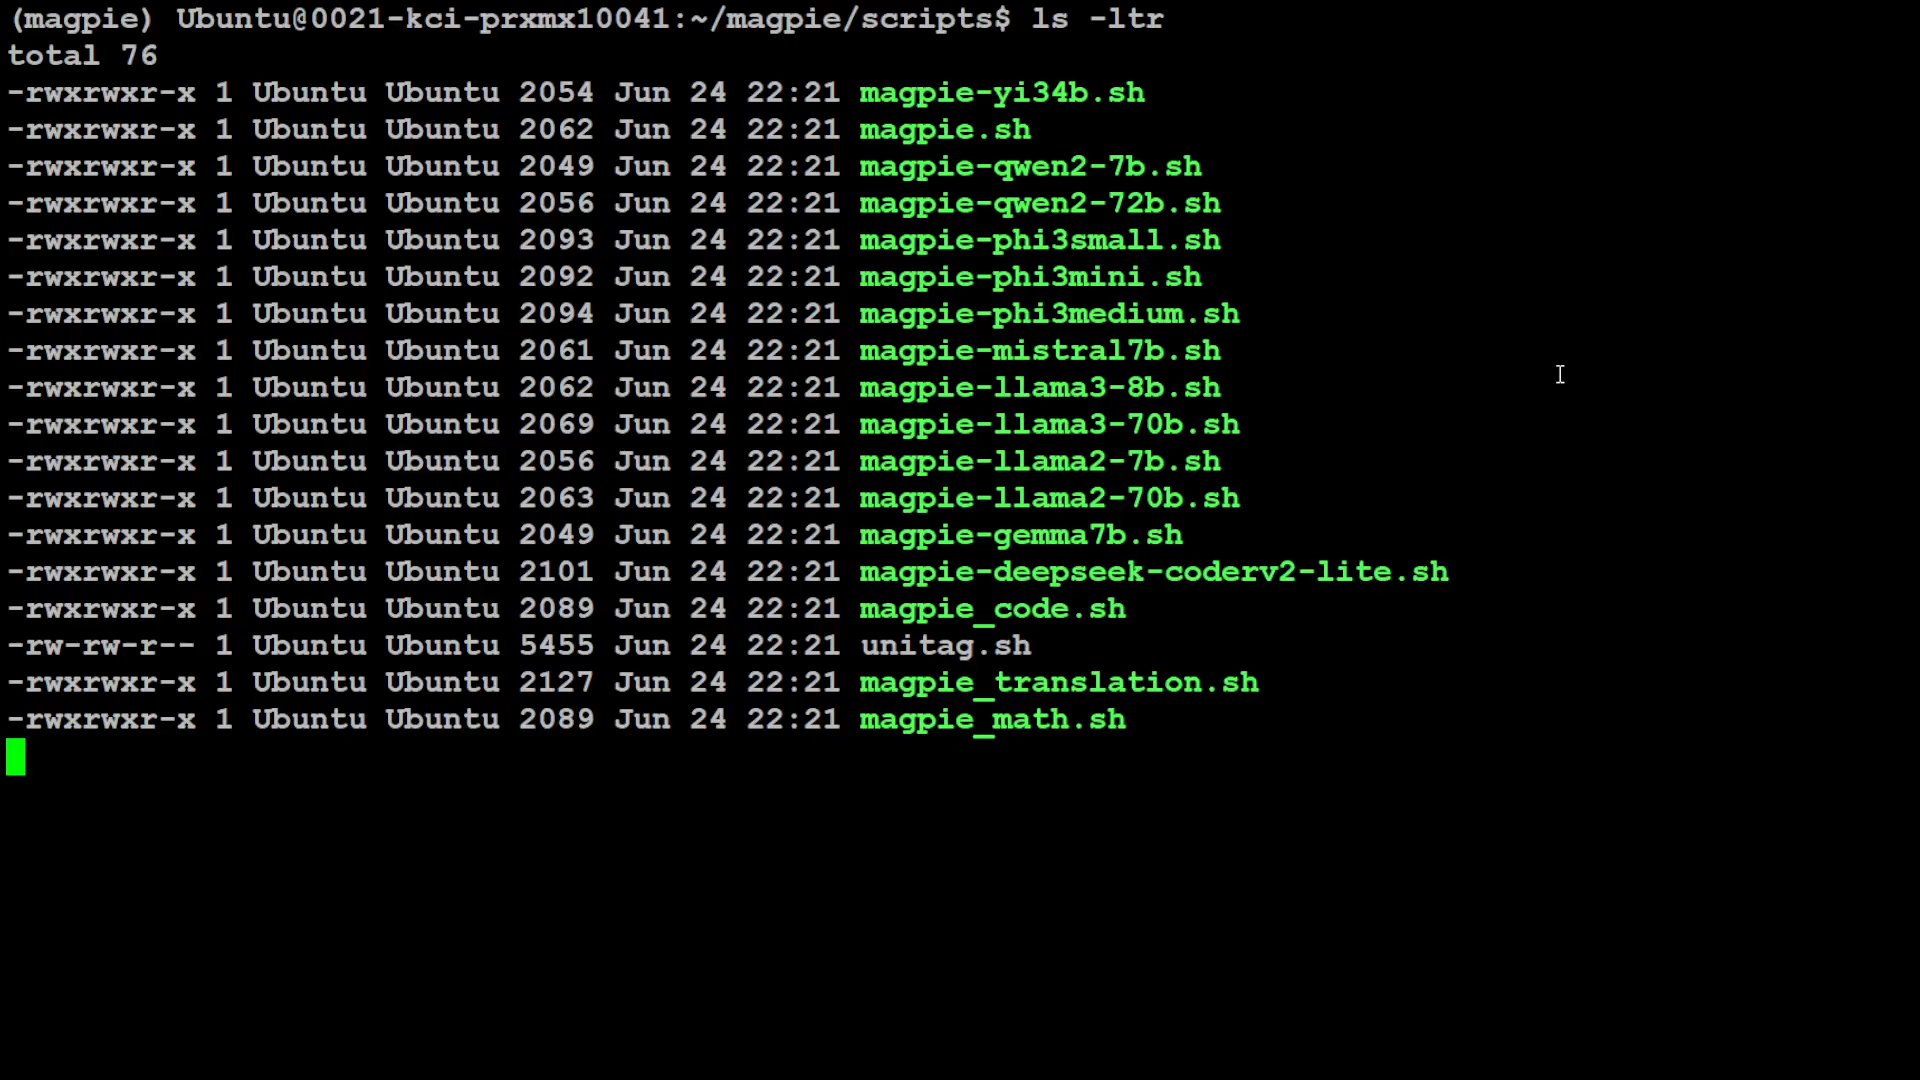 (magpie) Ubuntu@0021-kci-prxmx10041:~/magpie/scripts$ ls -ltr
total 76
-rwxrwxr-x 1 Ubuntu Ubuntu 2054 Jun 24 22:21 magpie-yi34b.sh
-rwxrwxr-x 1 Ubuntu Ubuntu 2062 Jun 24 22:21 magpie.sh
-rwxrwxr-x 1 Ubuntu Ubuntu 2049 Jun 24 22:21 magpie-qwen2-7b.sh
-rwxrwxr-x 1 Ubuntu Ubuntu 2056 Jun 24 22:21 magpie-qwen2-72b.sh
-rwxrwxr-x 1 Ubuntu Ubuntu 2093 Jun 24 22:21 magpie-phi3small.sh
-rwxrwxr-x 1 Ubuntu Ubuntu 2092 Jun 24 22:21 magpie-phi3mini.sh
-rwxrwxr-x 1 Ubuntu Ubuntu 2094 Jun 24 22:21 magpie-phi3medium.sh
-rwxrwxr-x 1 Ubuntu Ubuntu 2061 Jun 24 22:21 magpie-mistral7b.sh
-rwxrwxr-x 1 Ubuntu Ubuntu 2062 Jun 24 22:21 magpie-llama3-8b.sh
-rwxrwxr-x 1 Ubuntu Ubuntu 2069 Jun 24 22:21 magpie-llama3-70b.sh
-rwxrwxr-x 1 Ubuntu Ubuntu 2056 Jun 24 22:21 magpie-llama2-7b.sh
-rwxrwxr-x 1 Ubuntu Ubuntu 2063 Jun 24 22:21 magpie-llama2-70b.sh
-rwxrwxr-x 1 Ubuntu Ubuntu 2049 Jun 24 22:21 magpie-gemma7b.sh
-rwxrwxr-x 1 Ubuntu Ubuntu 2101 Jun 24 22:21 magpie-deepseek-coderv2-lite.sh
-rwxrwxr-x 1 Ubuntu Ubuntu 2089 Jun 24 22:21 magpie_code.sh
-rw-rw-r-- 1 Ubuntu Ubuntu 5455 Jun 24 22:21 unitag.sh
-rwxrwxr-x 1 Ubuntu Ubuntu 2127 Jun 24 22:21 magpie_translation.sh
-rwxrwxr-x 1 Ubuntu Ubuntu 2089 Jun 24 22:21 magpie_math.sh